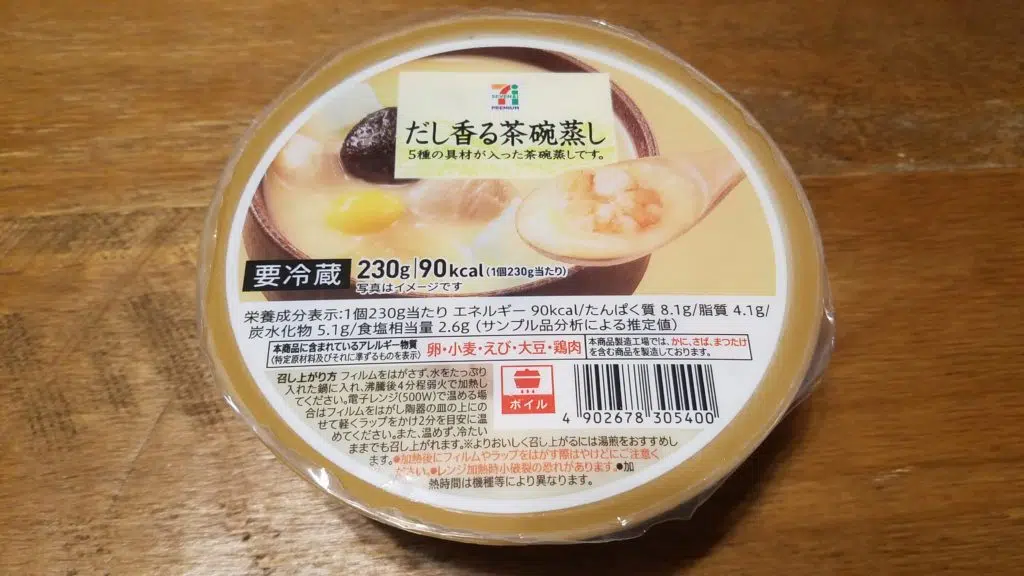 SEVEN&i
PREMIUM
だし香る茶碗蒸し
5種の具材が入った茶碗蒸しです。
要冷蔵 230g 90kcal(1個230g当たり)
写真はイメージです
栄養成分表示:1個230g当たり エネルギー 90kcal/たんぱく質 8.1g/脂質 4.1g/
炭水化物 5.1g/食塩相当量 2.6g (サンプル品分析による推定値)
本商品に含まれているアレルギー物質
(特定原材料及びそれに準ずるものを表示)
卵・小麦・えび・大豆・鶏肉
本商品製造工場では、かに、さば、まつたけ
を含む商品を製造しております。
召し上がり方 フィルムをはがさず、水をたっぷり
入れた鍋に入れ、沸騰後4分程弱火で加熱し
てください。電子レンジ(500W)で温める場
合はフィルムをはがし陶器の皿の上にの
せて軽くラップをかけ2分を目安に温
めてください。また、温めず、冷たい
ままでも召し上がれます。※よりおいしく召し上がるには湯煎をおすすめし
ます。●加熱後にフィルムやラップをはがす際はやけどにご注意く
ださい。●レンジ加熱時小破裂の恐れがあります。●加
熱時間は機種等により異なります。
ボイル
4 902678 305400